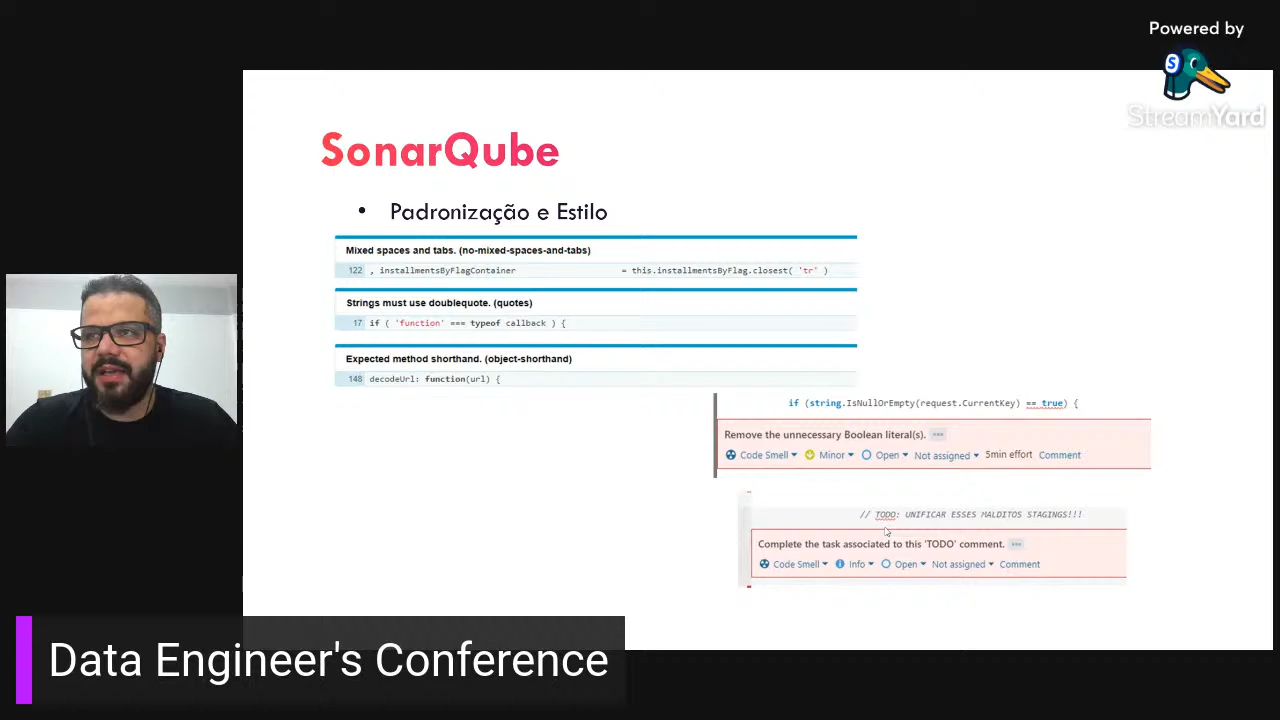 Powered by
S
StreamYard
SonarQube
• Padronização e Estilo
Mixed spaces and tabs. (no-mixed-spaces-and-tabs)
122 , installmentsByFlagContainer = this.installmentsByFlag.closest( 'tr' )
Strings must use doublequote. (quotes)
17 if ( 'function' === typeof callback ) {
Expected method shorthand. (object-shorthand)
148 decodeUrl: function(url) {
if (string.IsNullOrEmpty(request.CurrentKey) == true) {
Remove the unnecessary Boolean literal(s). ...
Code Smell Minor Open Not assigned 5min effort Comment
// TODO: UNIFICAR ESSES MALDITOS STAGINGS!!!
Complete the task associated to this 'TODO' comment. ...
Code Smell Info Open Not assigned Comment
Data Engineer's Conference